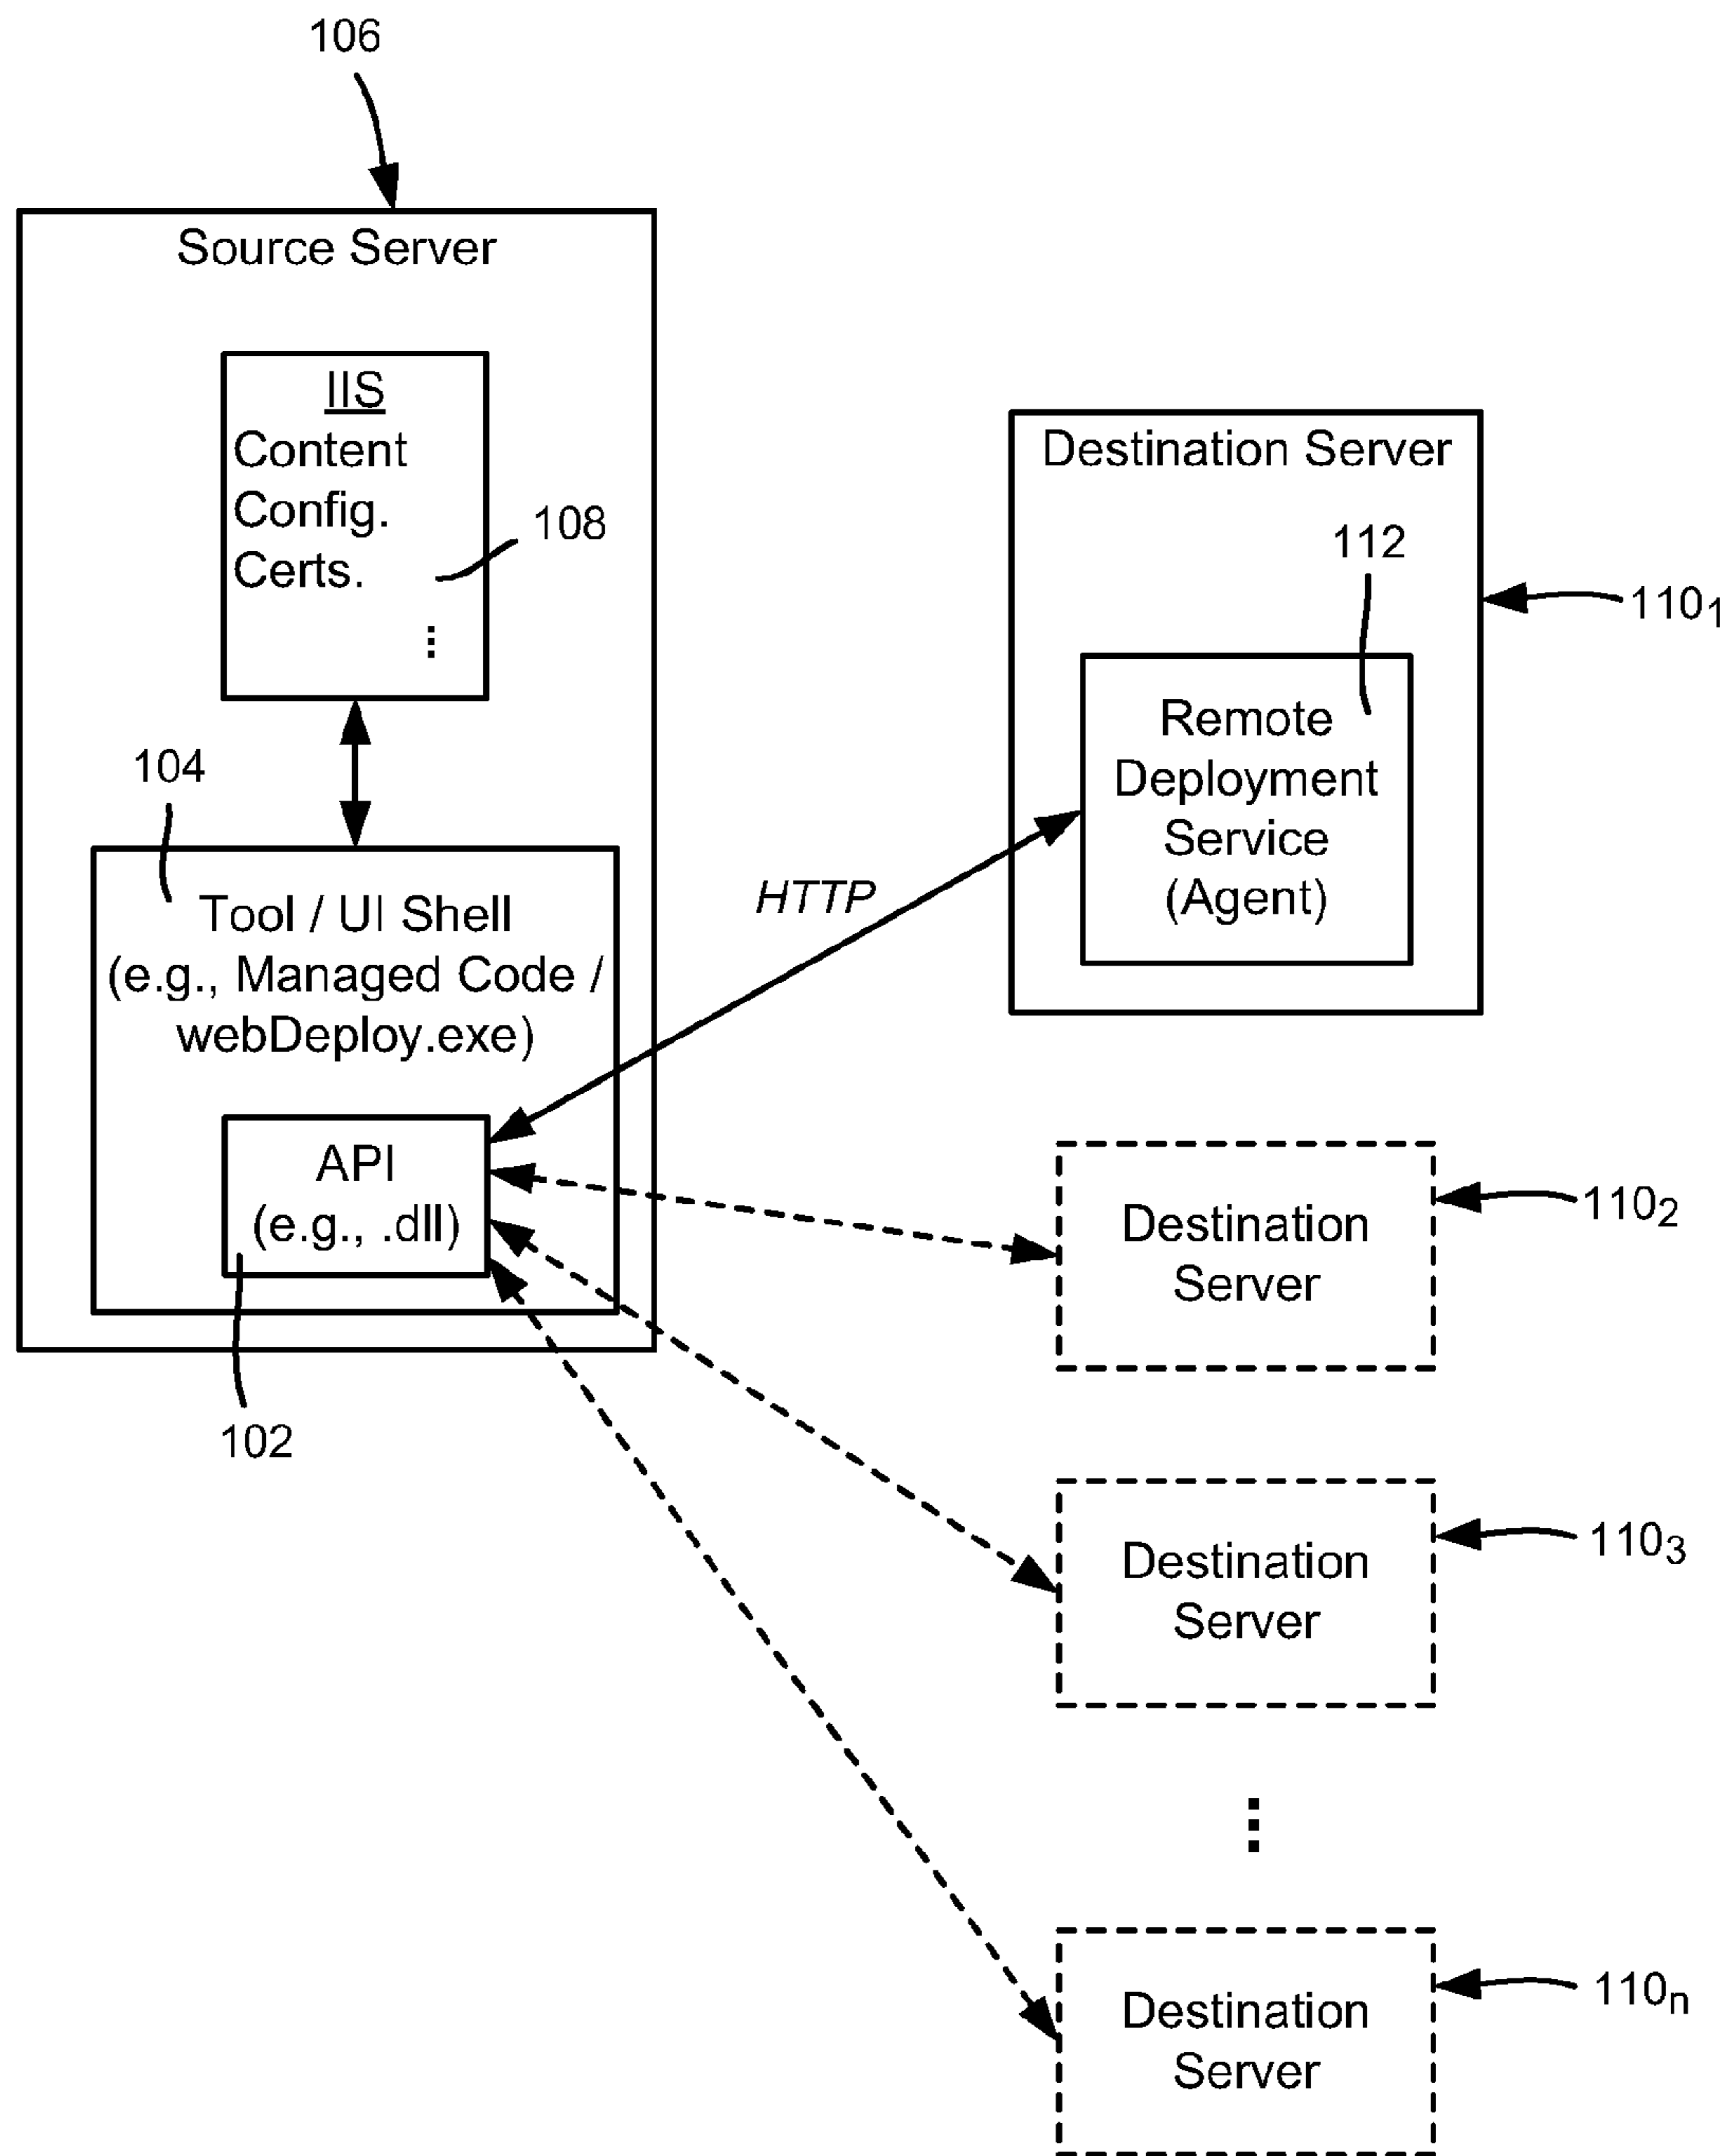 106
Source Server
IIS
Content
Config.
Certs.
⋮
108
104
Tool / UI Shell
(e.g., Managed Code /
webDeploy.exe)
API
(e.g., .dll)
102
HTTP
Destination Server
112
Remote
Deployment
Service
(Agent)
110₁
Destination
Server
110₂
Destination
Server
110₃
⋮
Destination
Server
110ₙ